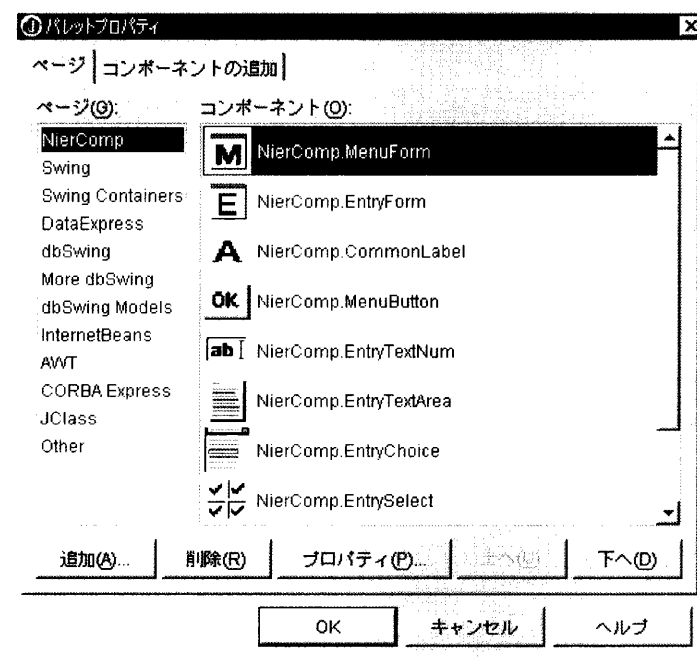 パレットプロパティ
ページ コンポーネントの追加
ページ(G):
NierComp
Swing
Swing Containers
DataExpress
dbSwing
More dbSwing
dbSwing Models
InternetBeans
AWT
CORBA Express
JClass
Other
コンポーネント(O):
M NierComp.MenuForm
E NierComp.EntryForm
A NierComp.CommonLabel
OK NierComp.MenuButton
ab NierComp.EntryTextNum
NierComp.EntryTextArea
NierComp.EntryChoice
NierComp.EntrySelect
追加(A)... 削除(R) プロパティ(P)... 上へ(U) 下へ(D)
OK キャンセル ヘルプ